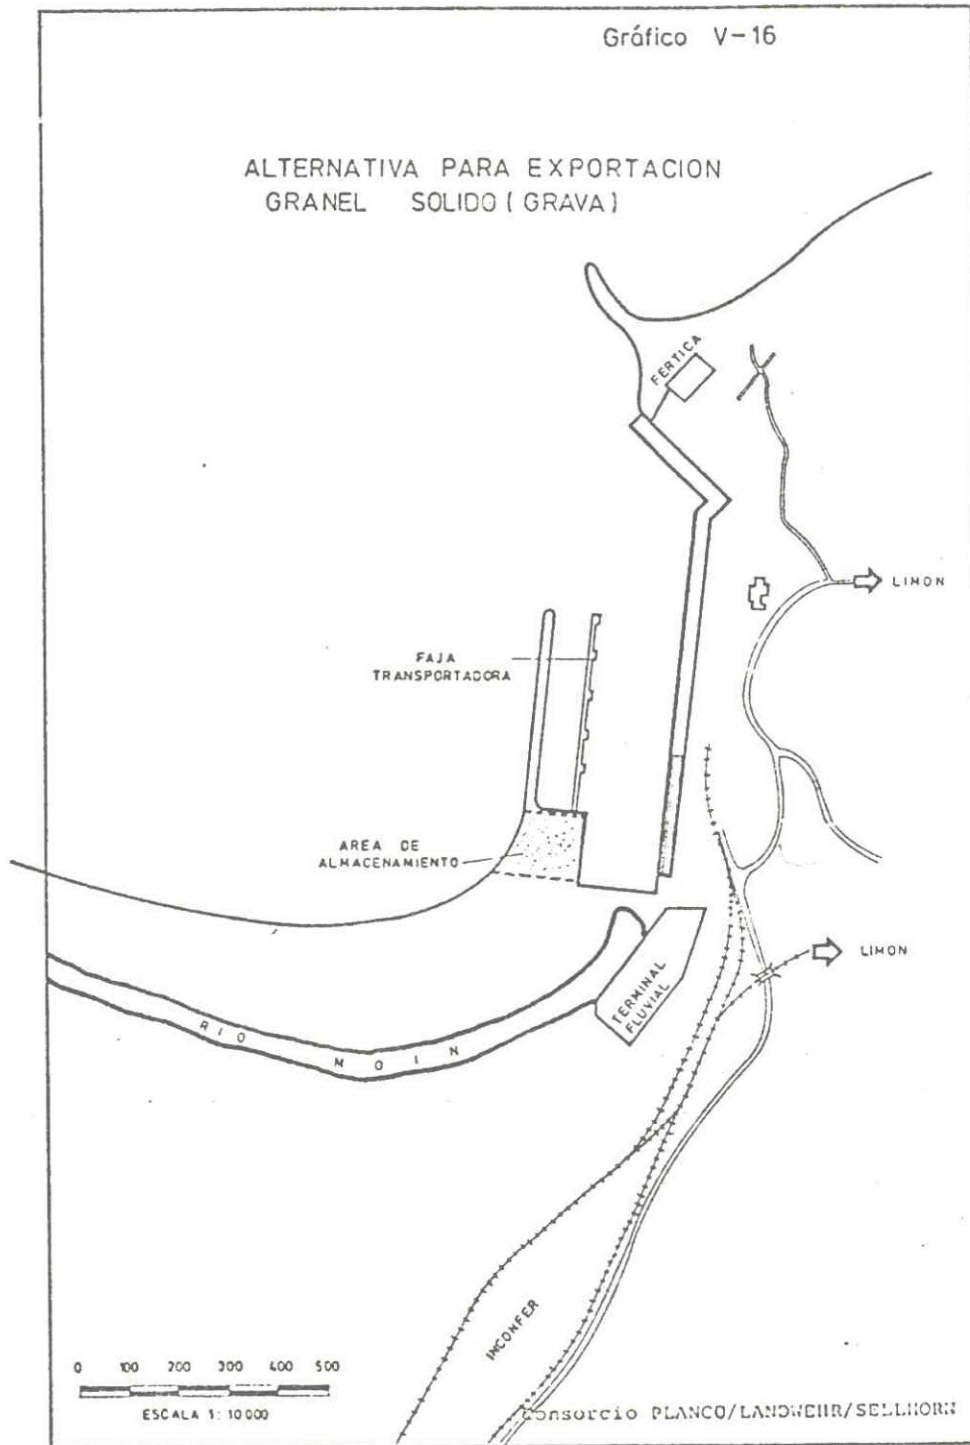 Gráfico V-16
ALTERNATIVA PARA EXPORTACION
GRANEL SOLIDO (GRAVA)
FERTICA
LIMON
FAJA
TRANSPORTADORA
AREA DE
ALMACENAMIENTO
LIMON
TERMINAL
FLUVIAL
RIO MOIN
INCONFER
0 100 200 300 400 500
ESCALA 1:10000
Consorcio PLANCO/LANDWEHR/SELLHORN